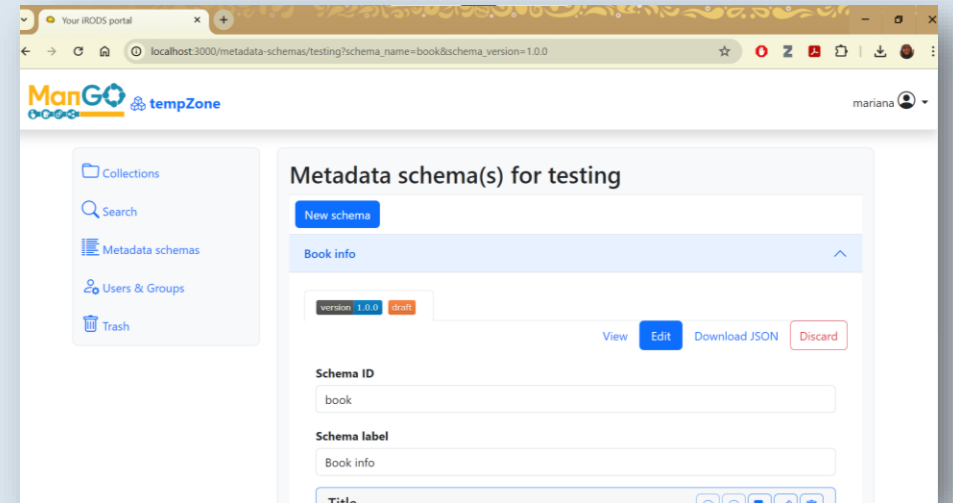 Your iRODS portal
localhost:3000/metadata-schemas/testing?schema_name=book&schema_version=1.0.0
ManGO tempZone
mariana
Collections
Search
Metadata schemas
Users & Groups
Trash
Metadata schema(s) for testing
New schema
Book info
version 1.0.0 draft
View Edit Download JSON Discard
Schema ID
book
Schema label
Book info
Title